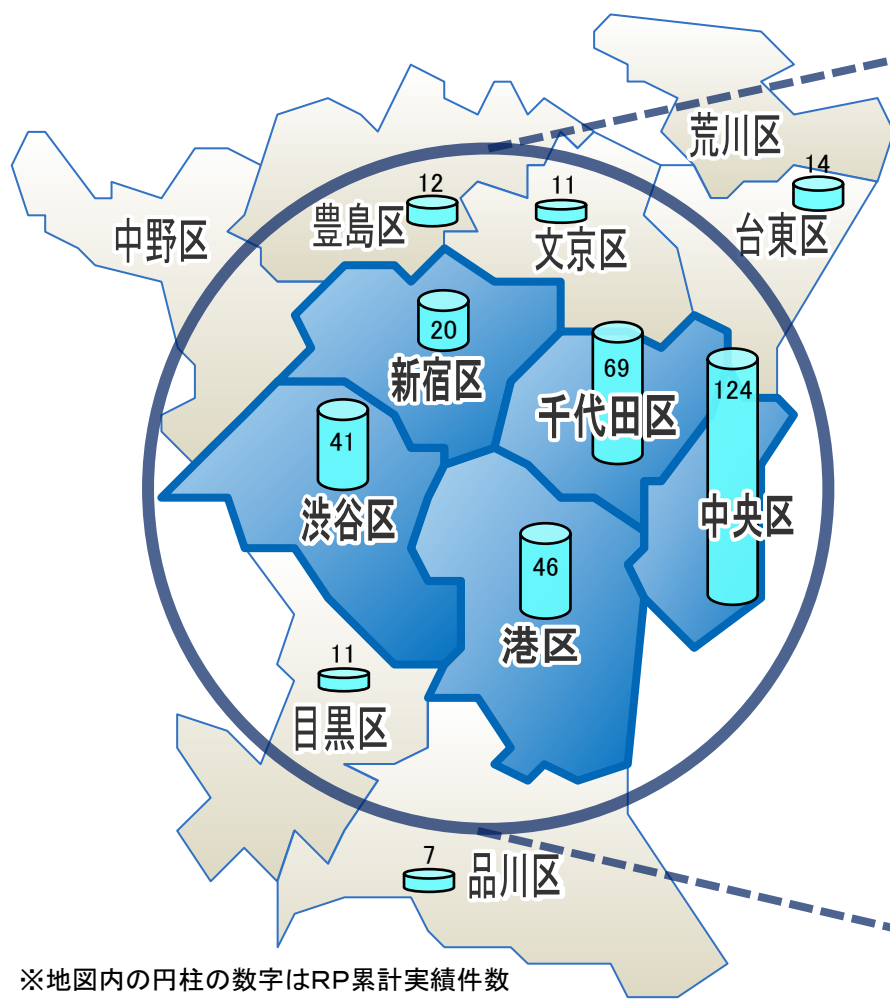 荒川区
14
台東区
12
豊島区
11
文京区
中野区
20
新宿区
69
千代田区
124
中央区
41
渋谷区
46
港区
11
目黒区
7
品川区
※地図内の円柱の数字はRP累計実績件数